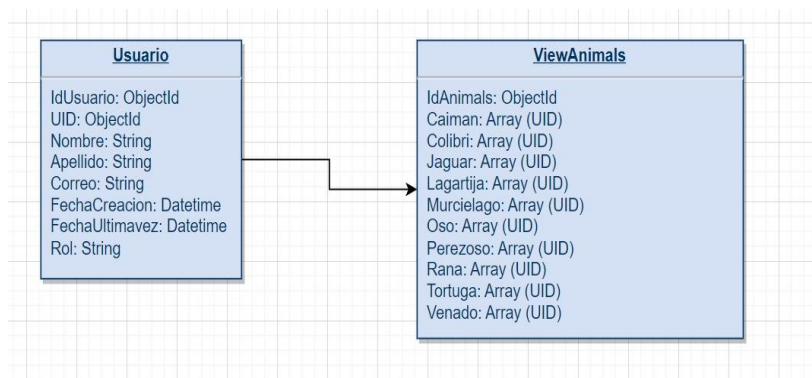 Usuario
IdUsuario: ObjectId
UID: ObjectId
Nombre: String
Apellido: String
Correo: String
FechaCreacion: Datetime
FechaUltimavez: Datetime
Rol: String
ViewAnimals
IdAnimals: ObjectId
Caiman: Array (UID)
Colibri: Array (UID)
Jaguar: Array (UID)
Lagartija: Array (UID)
Murcielago: Array (UID)
Oso: Array (UID)
Perezoso: Array (UID)
Rana: Array (UID)
Tortuga: Array (UID)
Venado: Array (UID)